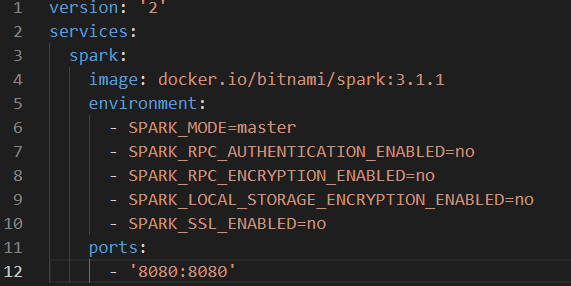 1 version: '2'
2 services:
3 spark:
4 image: docker.io/bitnami/spark:3.1.1
5 environment:
6 - SPARK_MODE=master
7 - SPARK_RPC_AUTHENTICATION_ENABLED=no
8 - SPARK_RPC_ENCRYPTION_ENABLED=no
9 - SPARK_LOCAL_STORAGE_ENCRYPTION_ENABLED=no
10 - SPARK_SSL_ENABLED=no
11 ports:
12 - '8080:8080'